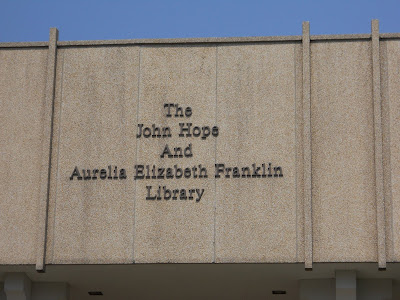 The
John Hope
And
Aurelia Elizabeth Franklin
Library